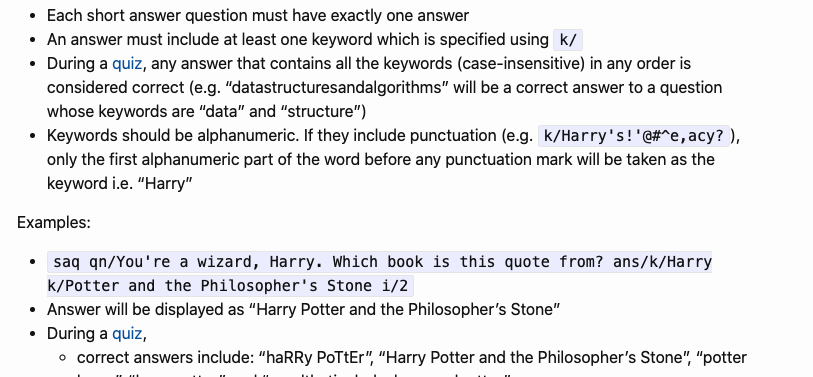 Each short answer question must have exactly one answer
An answer must include at least one keyword which is specified using k/
During a quiz, any answer that contains all the keywords (case-insensitive) in any order is
considered correct (e.g. “datastructuresandalgorithms” will be a correct answer to a question
whose keywords are “data” and “structure”)
Keywords should be alphanumeric. If they include punctuation (e.g. k/Harry's!'@#^e,acy? ),
only the first alphanumeric part of the word before any punctuation mark will be taken as the
keyword i.e. “Harry”
Examples:
saq qn/You're a wizard, Harry. Which book is this quote from? ans/k/Harry
k/Potter and the Philosopher's Stone i/2
Answer will be displayed as “Harry Potter and the Philosopher’s Stone”
During a quiz,
correct answers include: “haRRy PoTtEr”, “Harry Potter and the Philosopher’s Stone”, “potter